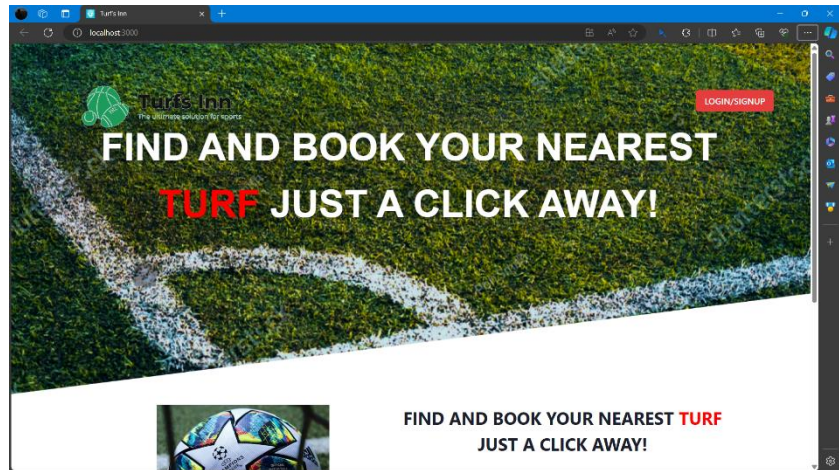 Turf's Inn
localhost:3000
Turfs Inn
The ultimate solution for sports
LOGIN/SIGNUP
FIND AND BOOK YOUR NEAREST
TURF JUST A CLICK AWAY!
FIND AND BOOK YOUR NEAREST TURF
JUST A CLICK AWAY!